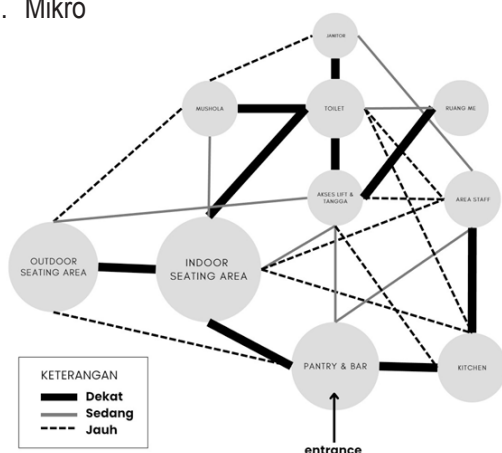 . Mikro
JANITOR
MUSHOLA
TOILET
RUANG ME
AKSES LIFT &
TANGGA
AREA STAFF
OUTDOOR
SEATING AREA
INDOOR
SEATING AREA
PANTRY & BAR
KITCHEN
KETERANGAN
Dekat
Sedang
Jauh
entrance